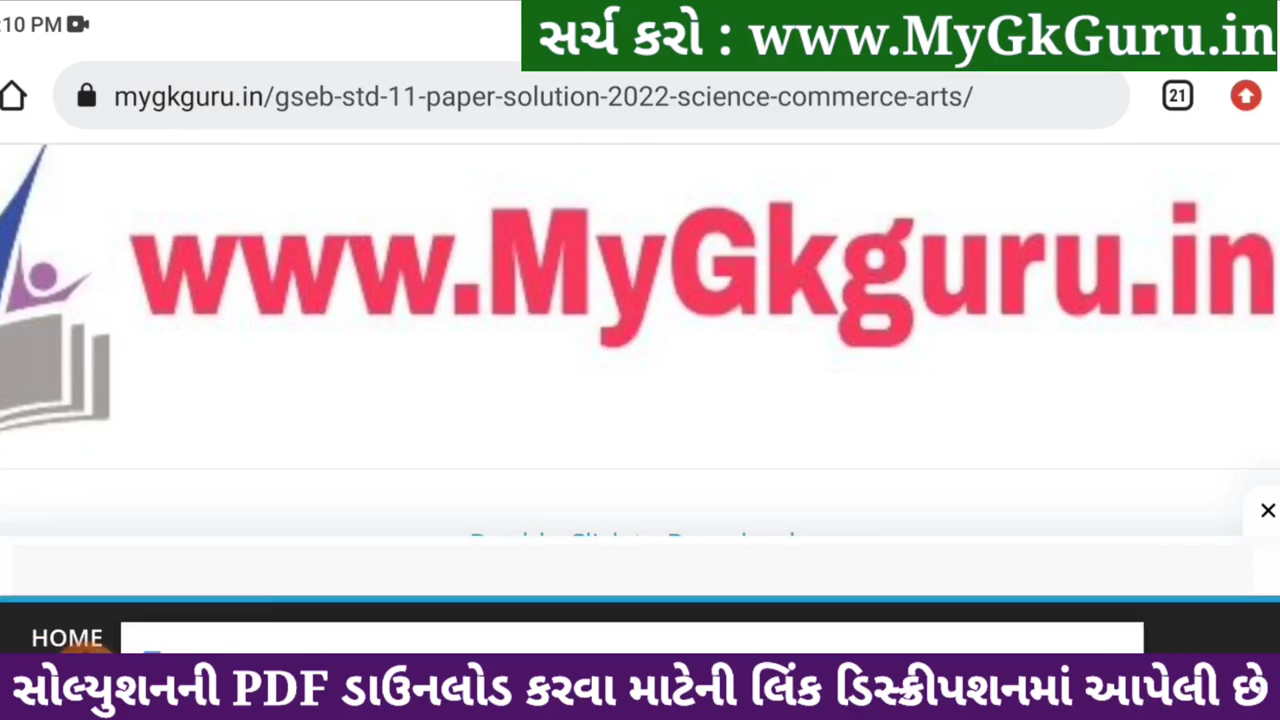 :10 PM
સર્ચ કરો : www.MyGkGuru.in
mygkguru.in/gseb-std-11-paper-solution-2022-science-commerce-arts/
21
www.MyGkguru.in
HOME
સોલ્યુશનની PDF ડાઉનલોડ કરવા માટેની લિંક ડિસ્ક્રીપશનમાં આપેલી છે